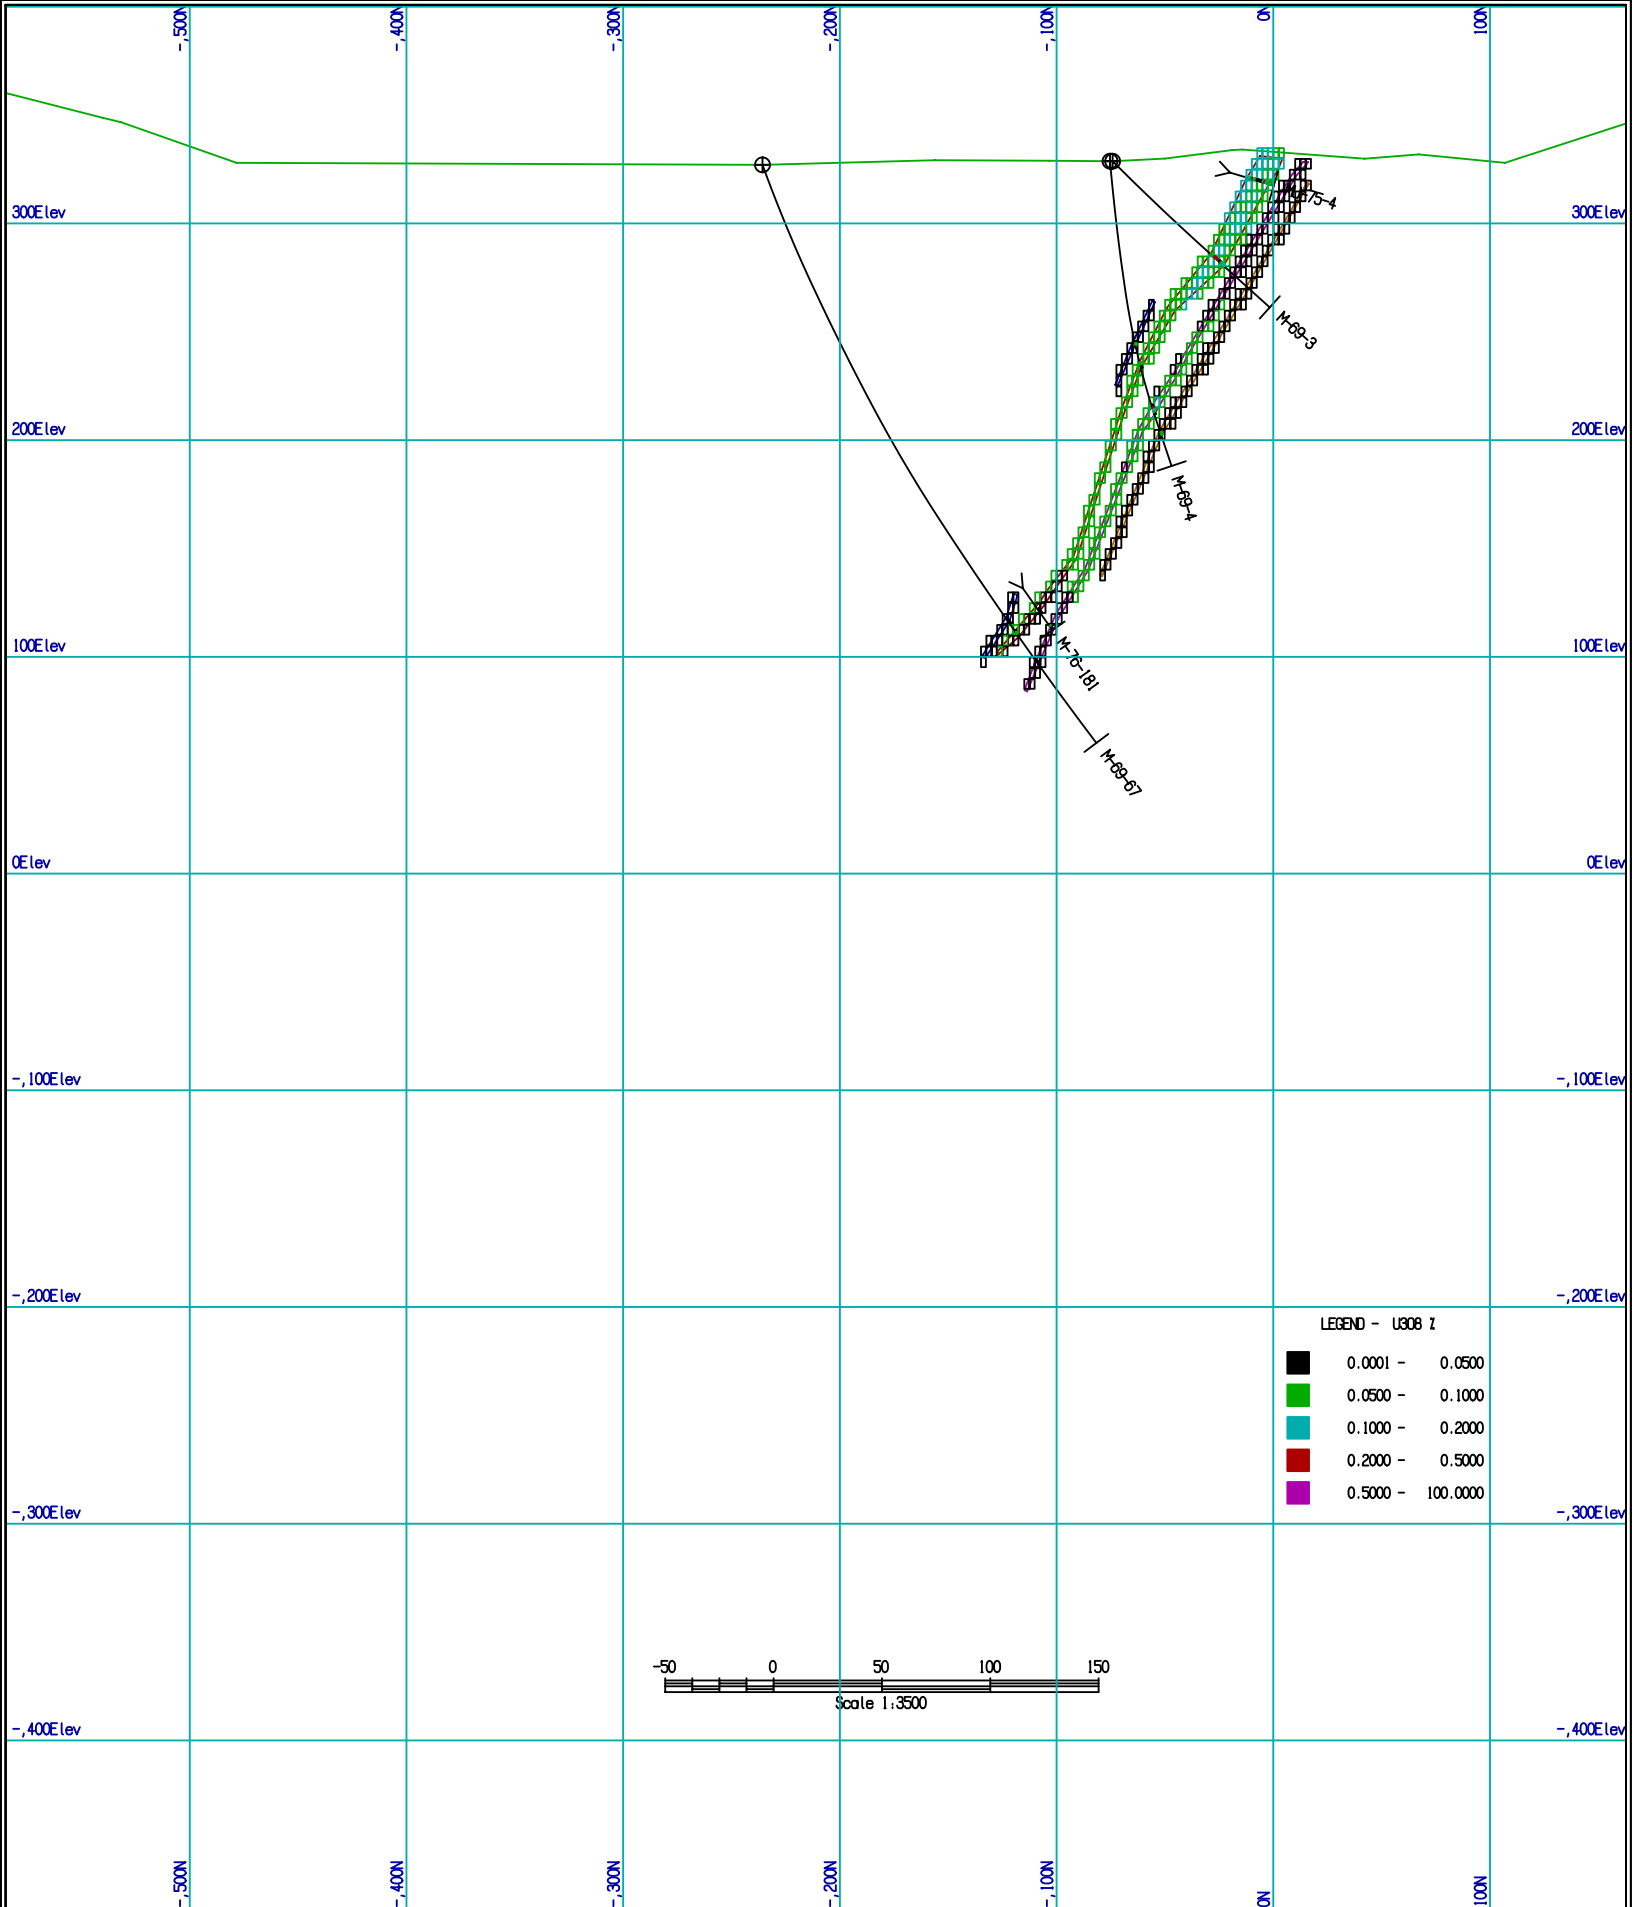 -,500N -,400N -,300N -,200N -,100N 0N 100N
75-4
300Elev 300Elev
M-69-3
200Elev 200Elev
M-69-4
100Elev 100Elev
M-76-181
M-69-67
0Elev 0Elev
-,100Elev -,100Elev
-,200Elev -,200Elev
LEGEND - U308 %
0.0001 - 0.0500
0.0500 - 0.1000
0.1000 - 0.2000
0.2000 - 0.5000
0.5000 - 100.0000
-,300Elev -,300Elev
-50 0 50 100 150
Scale 1:3500
-,400Elev -,400Elev
-,500N -,400N -,300N -,200N -,100N 0N 100N